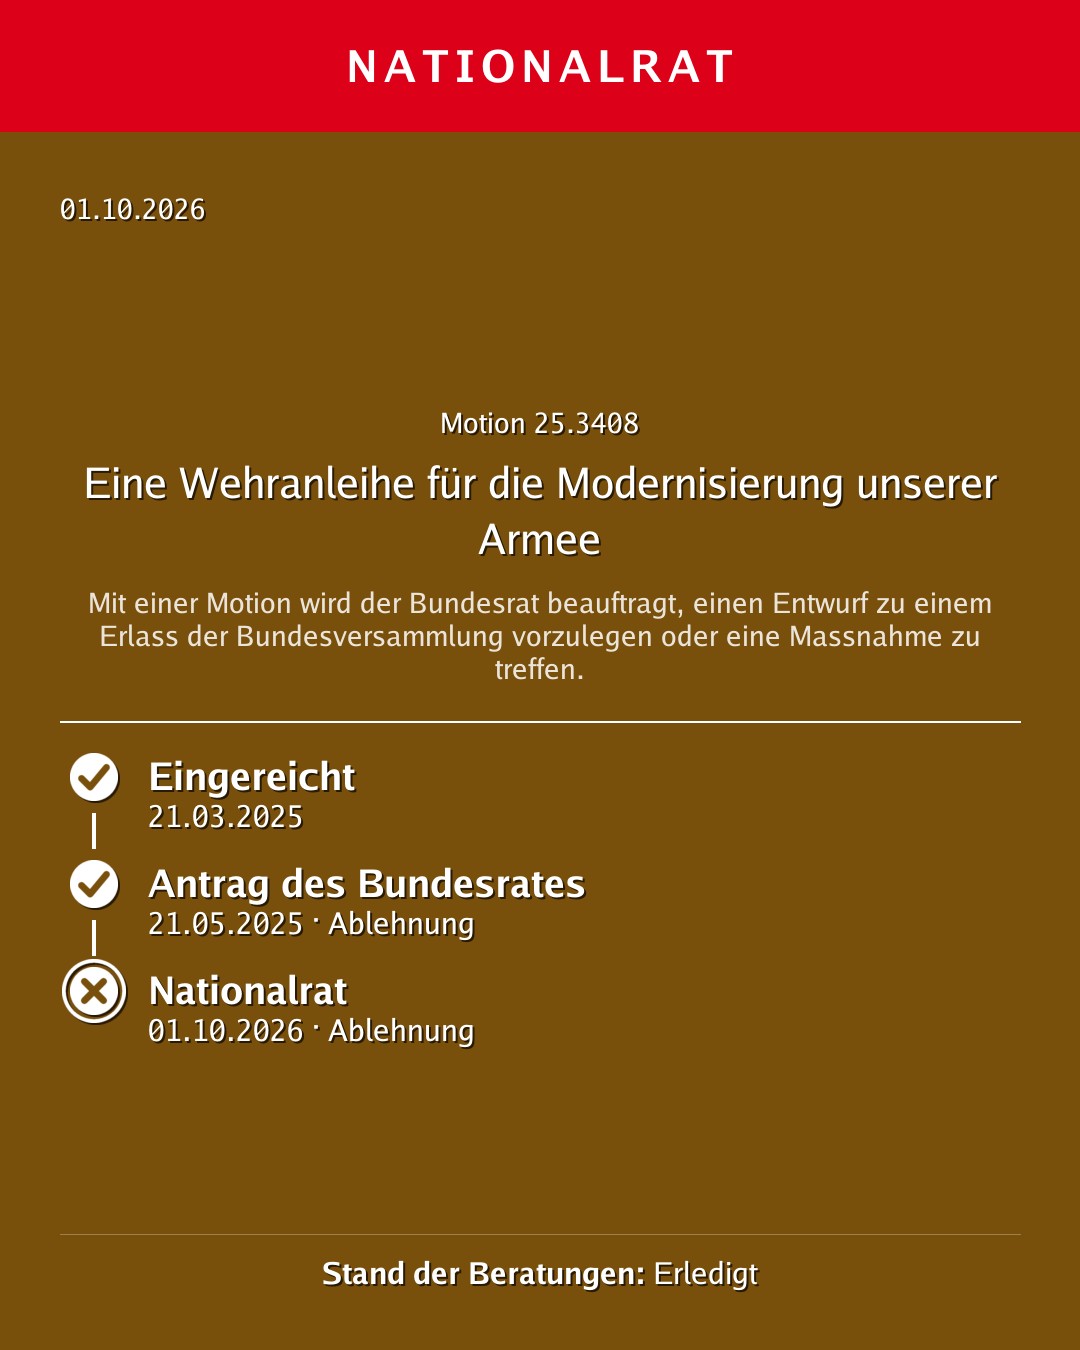 NATIONALRAT
01.10.2026
Motion 25.3408
Eine Wehranleihe für die Modernisierung unserer
Armee
Mit einer Motion wird der Bundesrat beauftragt, einen Entwurf zu einem
Erlass der Bundesversammlung vorzulegen oder eine Massnahme zu
treffen.
Eingereicht
21.03.2025
Antrag des Bundesrates
21.05.2025 · Ablehnung
Nationalrat
01.10.2026 · Ablehnung
Stand der Beratungen: Erledigt